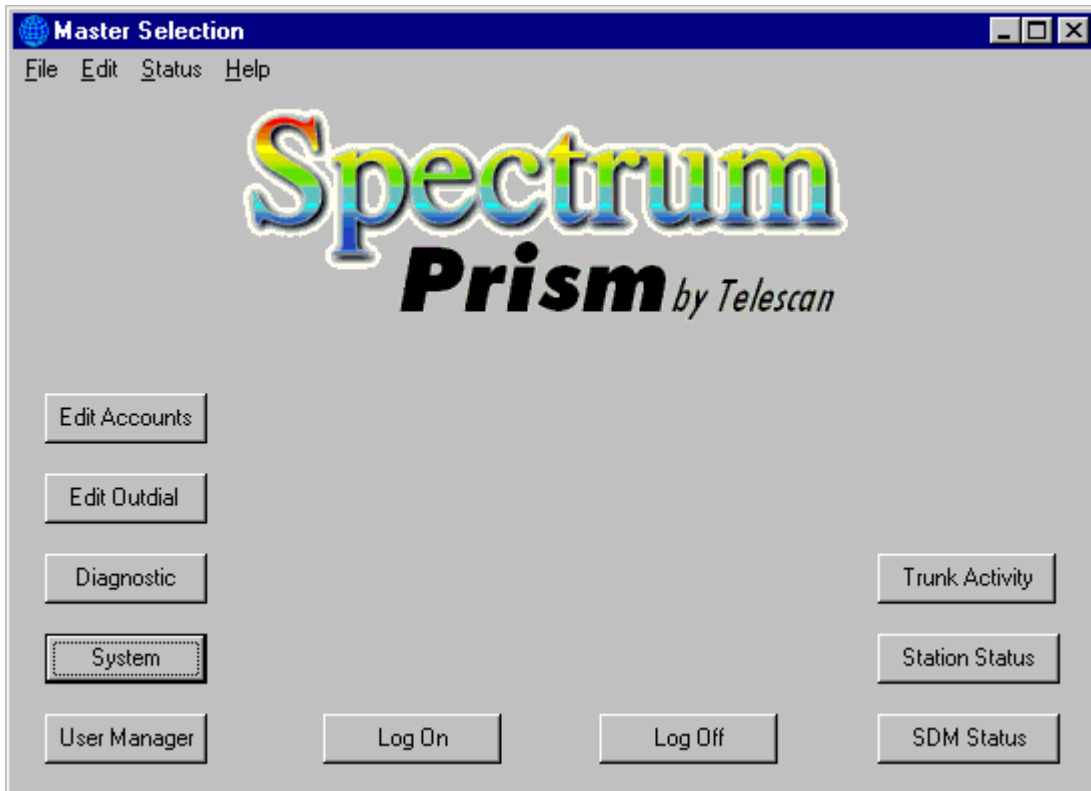 Master Selection
File Edit Status Help
Spectrum
Prism by Telescan
Edit Accounts
Edit Outdial
Diagnostic
Trunk Activity
System
Station Status
User Manager
Log On
Log Off
SDM Status